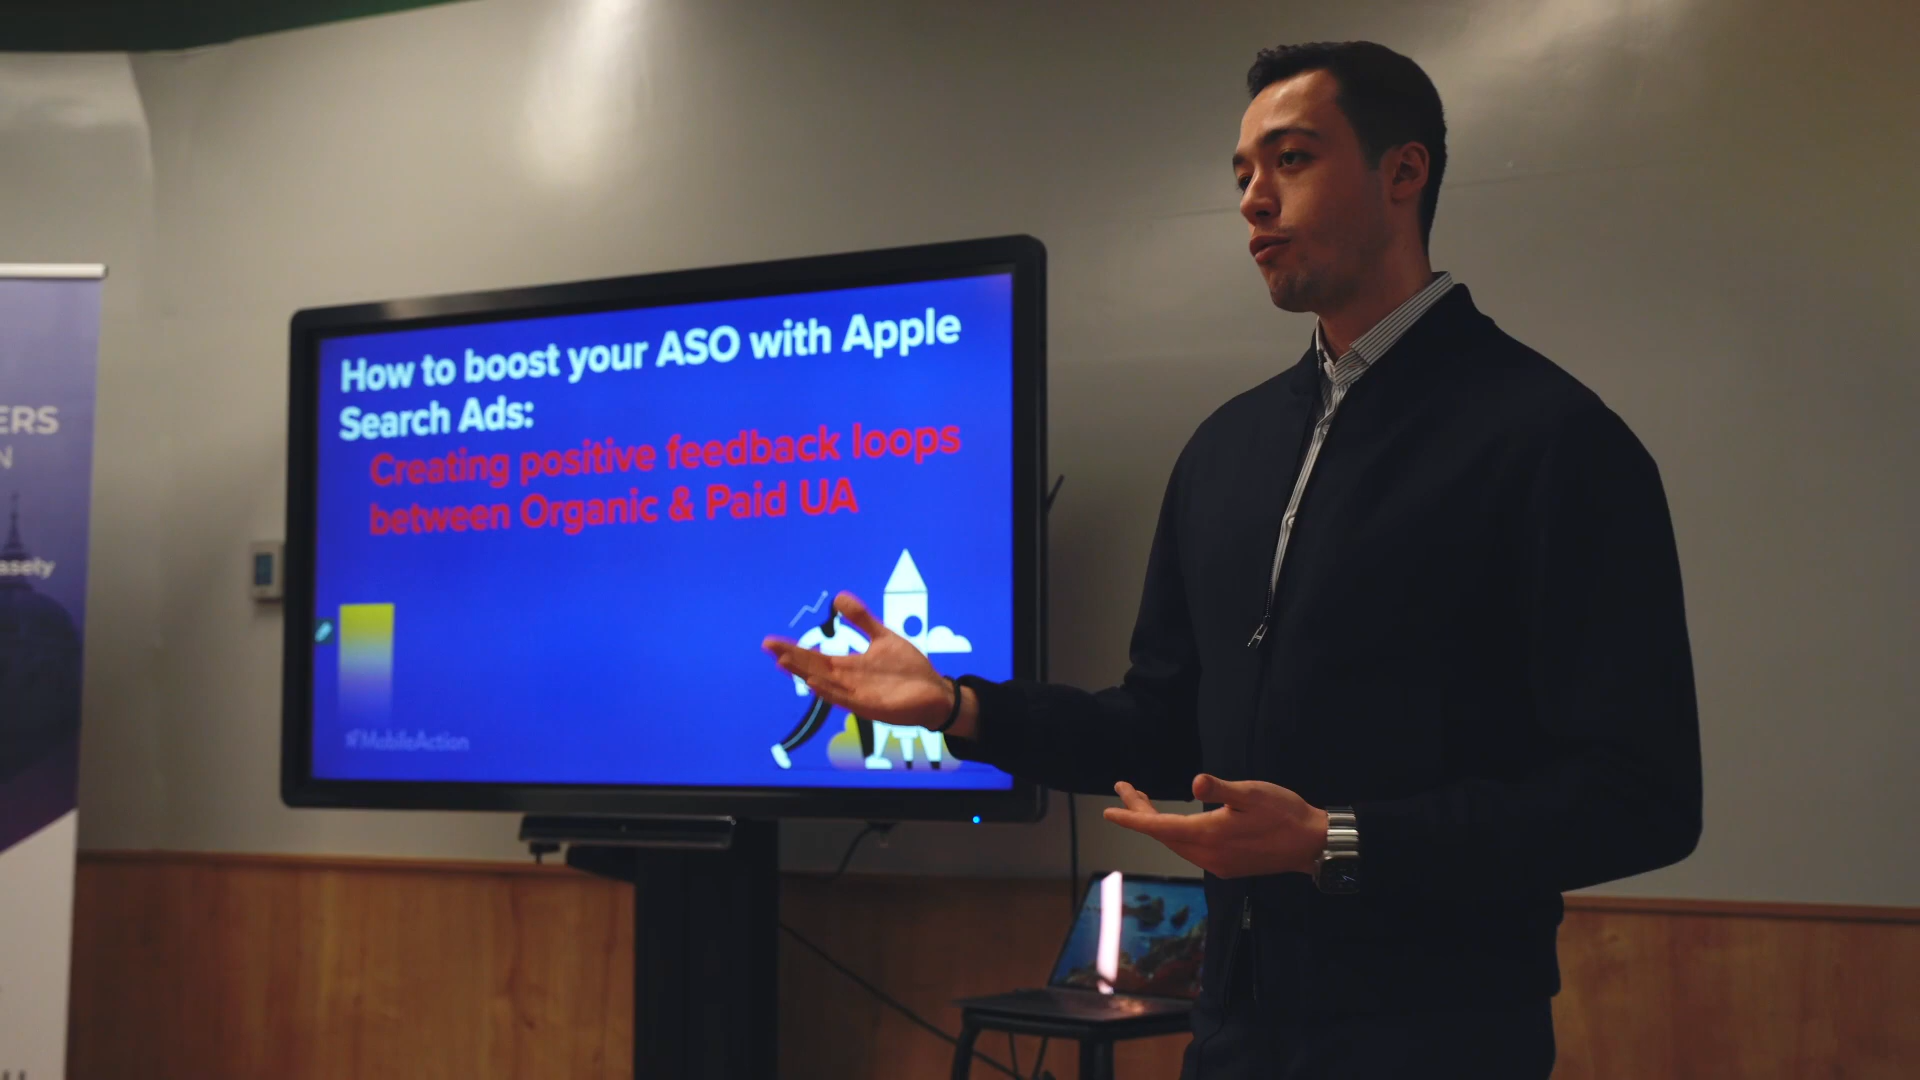 How to boost your ASO with Apple
Search Ads:
Creating positive feedback loops
between Organic & Paid UA
MobileAction
ERS
N
asely